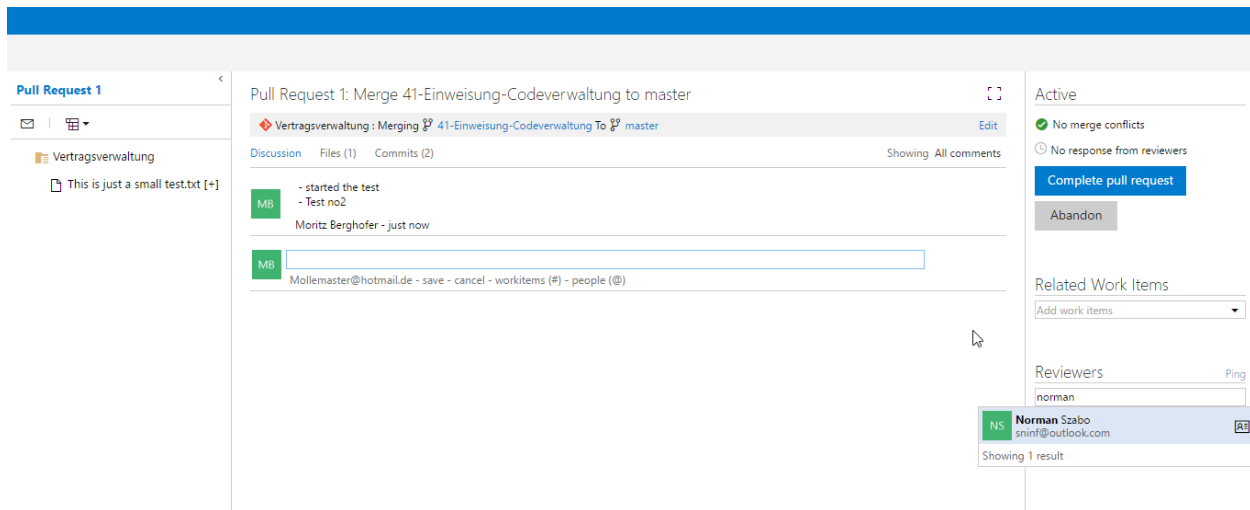 Pull Request 1
Vertragsverwaltung
This is just a small test.txt [+]
Pull Request 1: Merge 41-Einweisung-Codeverwaltung to master
Vertragsverwaltung : Merging 41-Einweisung-Codeverwaltung To master Edit
Discussion Files (1) Commits (2) Showing All comments
MB
- started the test
- Test no2
Moritz Berghofer - just now
MB
Mollemaster@hotmail.de - save - cancel - workitems (#) - people (@)
Active
No merge conflicts
No response from reviewers
Complete pull request
Abandon
Related Work Items
Add work items
Reviewers Ping
norman
NS
Norman Szabo
sninf@outlook.com
Showing 1 result